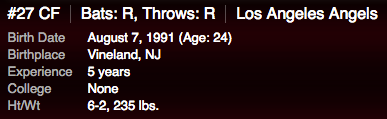 #27 CF | Bats: R, Throws: R | Los Angeles Angels
Birth Date August 7, 1991 (Age: 24)
Birthplace Vineland, NJ
Experience 5 years
College None
Ht/Wt 6-2, 235 lbs.